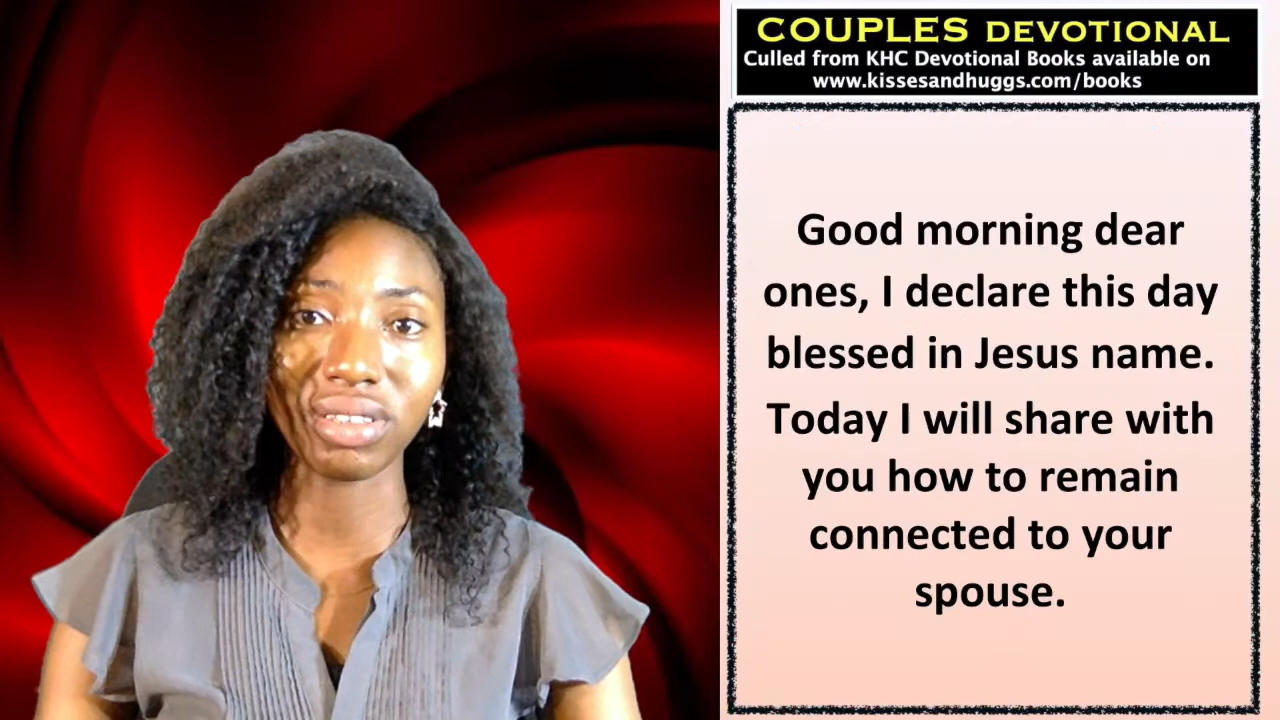 COUPLES DEVOTIONAL
Culled from KHC Devotional Books available on
www.kissesandhuggs.com/books
Good morning dear
ones, I declare this day
blessed in Jesus name.
Today I will share with
you how to remain
connected to your
spouse.